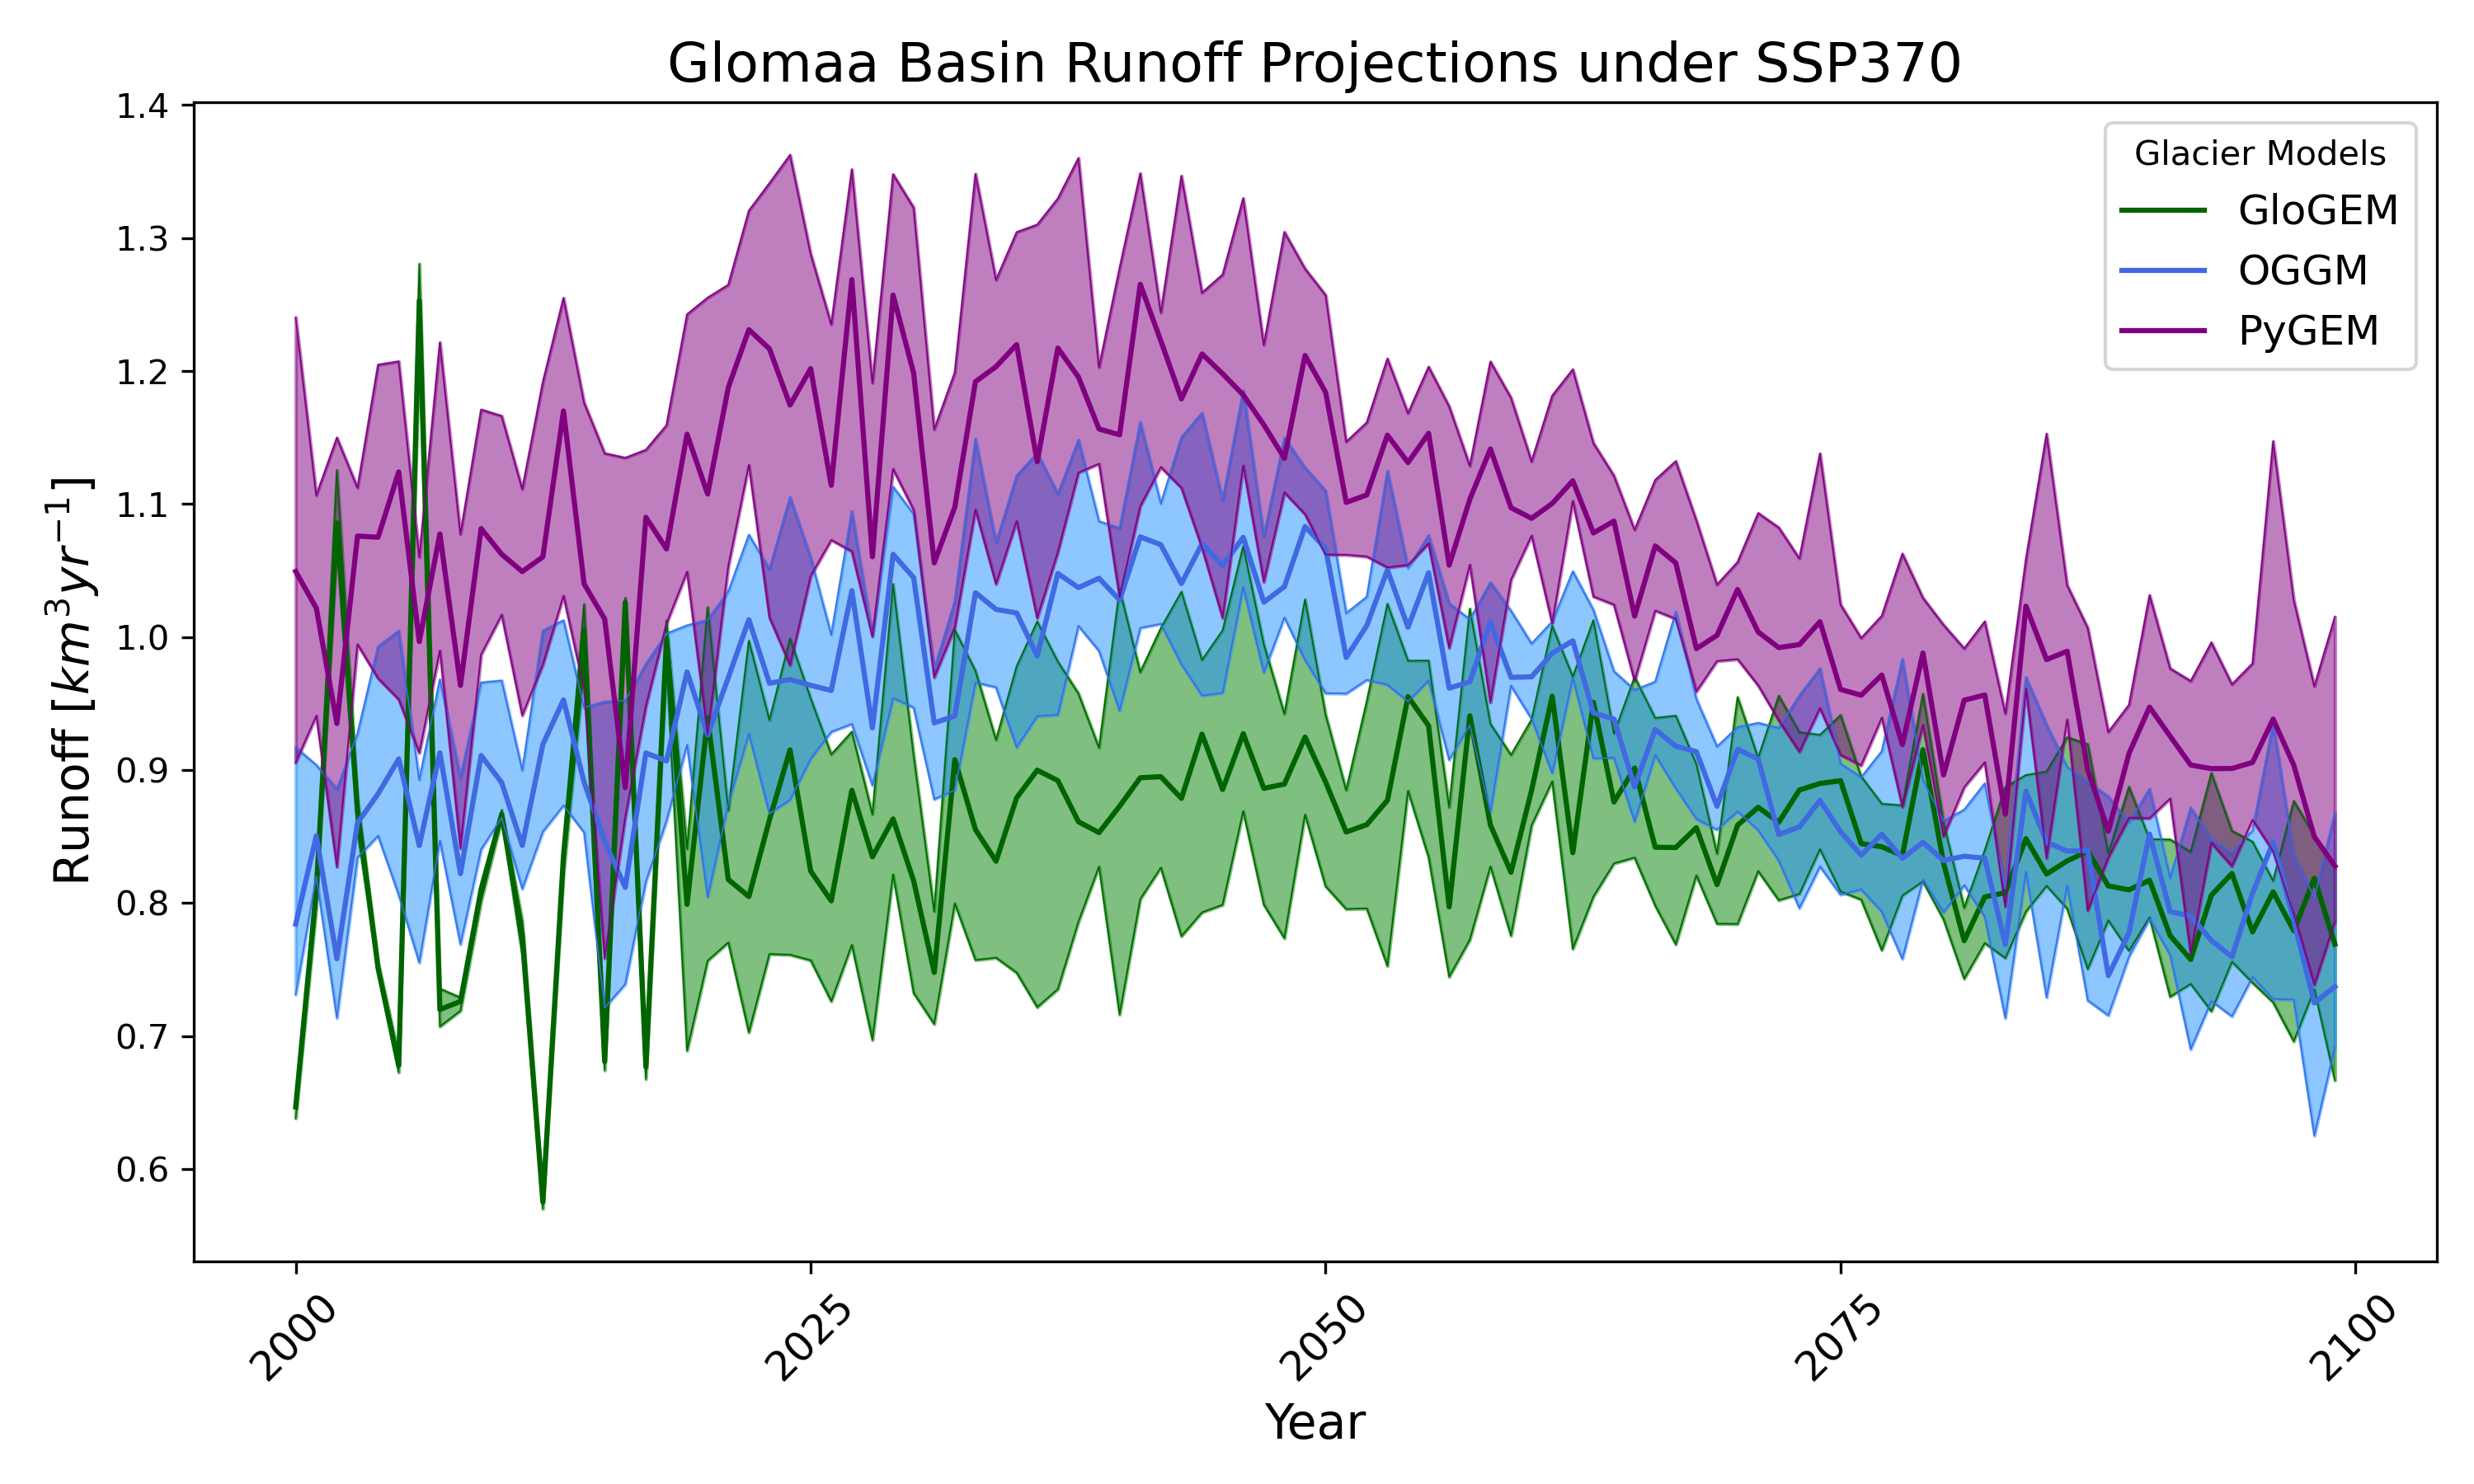 Glomaa Basin Runoff Projections under SSP370
1.4
1.3
1.2
1.1
1.0
0.9
0.8
0.7
0.6
Runoff [km³yr⁻¹]
Glacier Models
GloGEM
OGGM
PyGEM
2000
2025
2050
2075
2100
Year